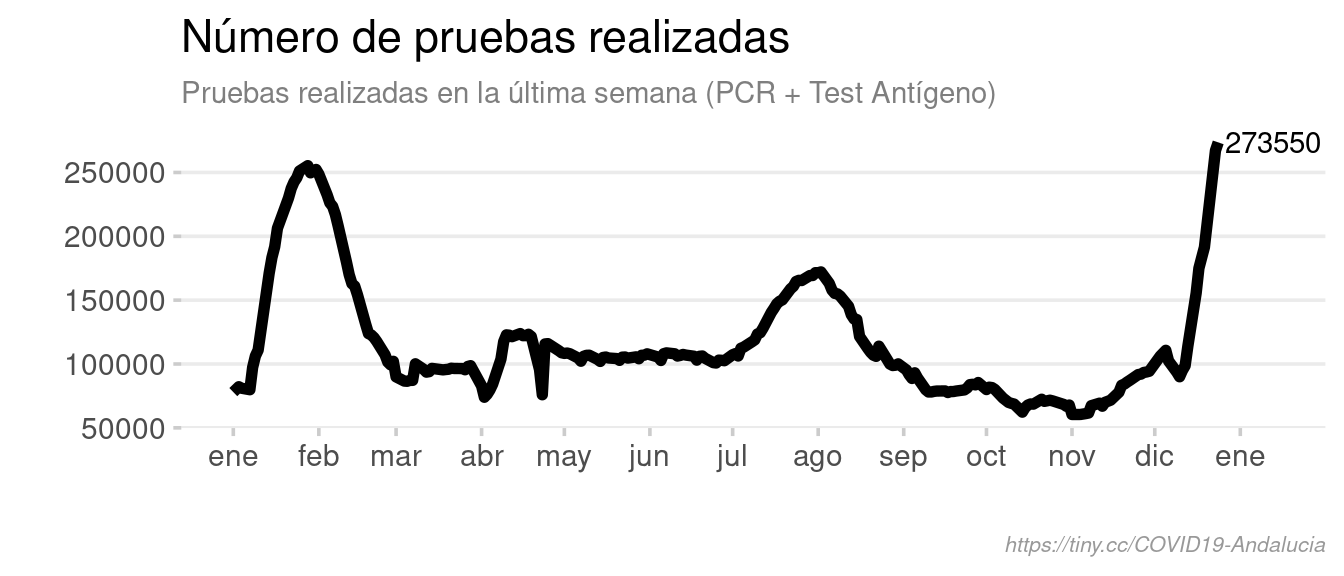 Número de pruebas realizadas
Pruebas realizadas en la última semana (PCR + Test Antígeno)
273550
250000
200000
150000
100000
50000
ene feb mar abr may jun jul ago sep oct nov dic ene
https://tiny.cc/COVID19-Andalucia